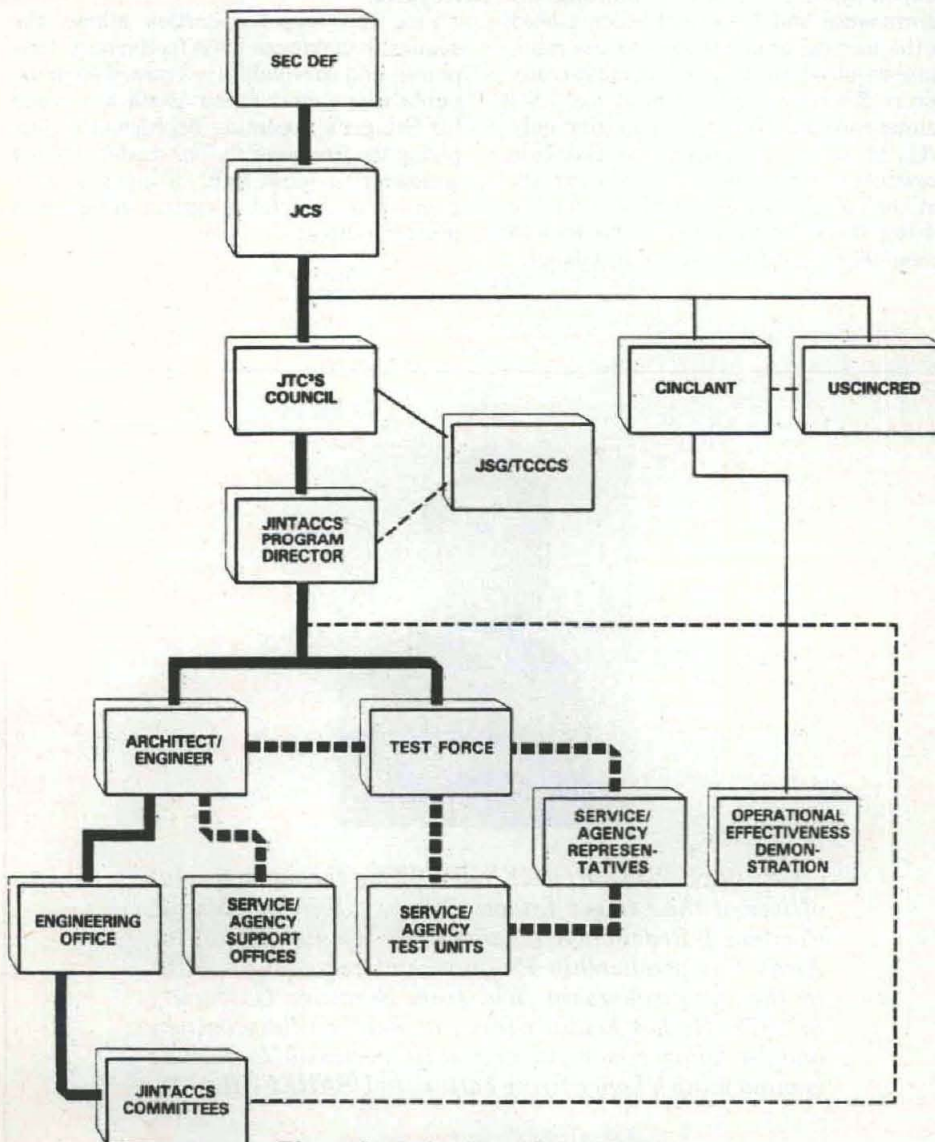 SEC DEF
JCS
JTC³S
COUNCIL
CINCLANT
USCINCRED
JSG/TCCCS
JINTACCS
PROGRAM
DIRECTOR
ARCHITECT/
ENGINEER
TEST FORCE
SERVICE/
AGENCY
REPRESEN-
TATIVES
OPERATIONAL
EFFECTIVENESS
DEMON-
STRATION
ENGINEERING
OFFICE
SERVICE/
AGENCY
SUPPORT
OFFICES
SERVICE/
AGENCY
TEST UNITS
JINTACCS
COMMITTEES